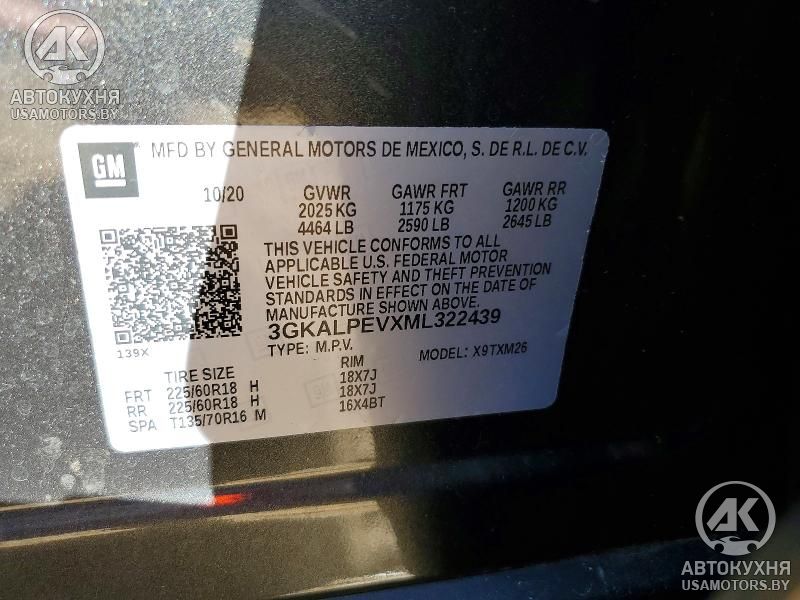 AK
АВТОКУХНЯ
USAMOTORS.BY
GM MFD BY GENERAL MOTORS DE MEXICO, S. DE R.L. DE C.V.
10/20 GVWR GAWR FRT GAWR RR
2025 KG 1175 KG 1200 KG
4464 LB 2590 LB 2645 LB
THIS VEHICLE CONFORMS TO ALL
APPLICABLE U.S. FEDERAL MOTOR
VEHICLE SAFETY AND THEFT PREVENTION
STANDARDS IN EFFECT ON THE DATE OF
MANUFACTURE SHOWN ABOVE.
3GKALPEVXML322439
139X
TYPE: M.P.V. MODEL: X9TXM26
TIRE SIZE RIM
FRT 225/60R18 H 18X7J
RR 225/60R18 H 18X7J
SPA T135/70R16 M 16X4BT
AK
АВТОКУХНЯ
USAMOTORS.BY